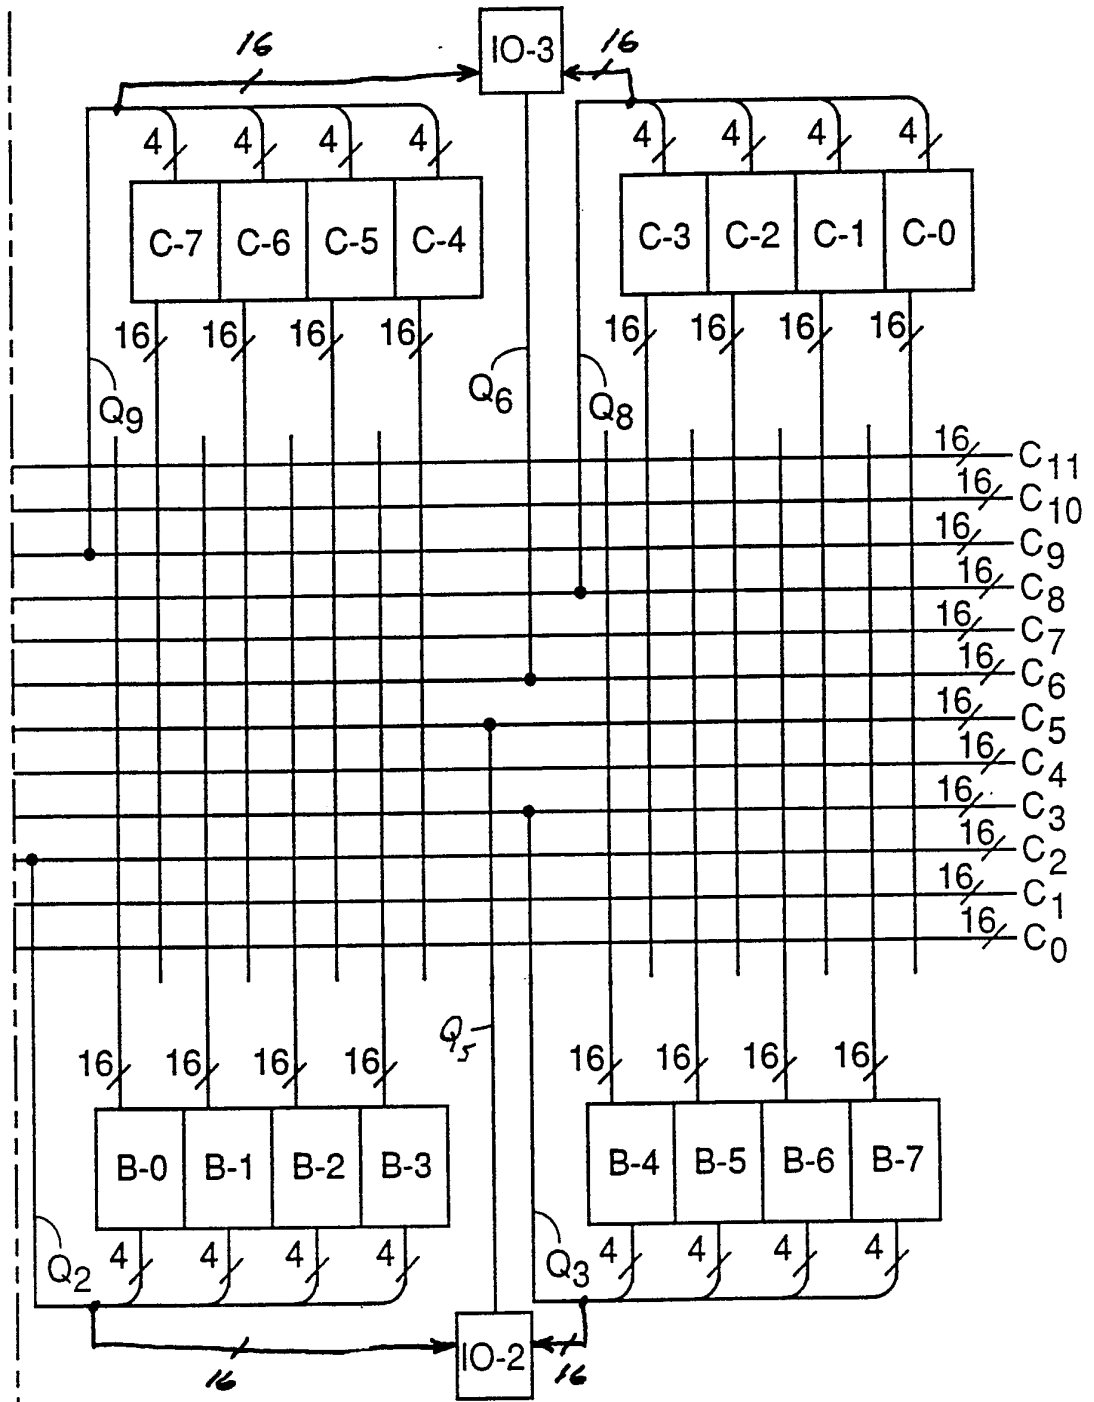 16 IO-3 16
4 4 4 4 4 4 4 4
C-7 C-6 C-5 C-4 C-3 C-2 C-1 C-0
16 16 16 16 16 16 16 16
Q9 Q6 Q8
16 C11
16 C10
16 C9
16 C8
16 C7
16 C6
16 C5
16 C4
16 C3
16 C2
16 C1
16 C0
Q5
16 16 16 16 16 16 16 16
B-0 B-1 B-2 B-3 B-4 B-5 B-6 B-7
Q2 4 4 4 4 Q3 4 4 4 4
16 IO-2 16